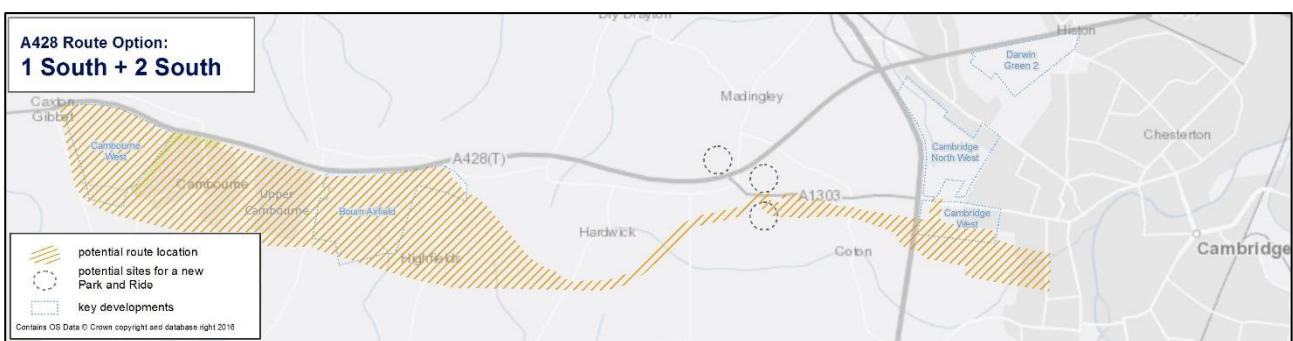 A428 Route Option:
1 South + 2 South
Dry Drayton
Histon
Darwin
Green 2
Caxton
Gibbet
Madingley
Chesterton
Cambourne
West
Cambridge
North West
A428(T)
Cambourne
Upper
Cambourne
Bourn Airfield
A1303
Cambridge
West
Hardwick
Coton
Cambridge
Highfields
potential route location
potential sites for a new
Park and Ride
key developments
Contains OS Data © Crown copyright and database right 2016